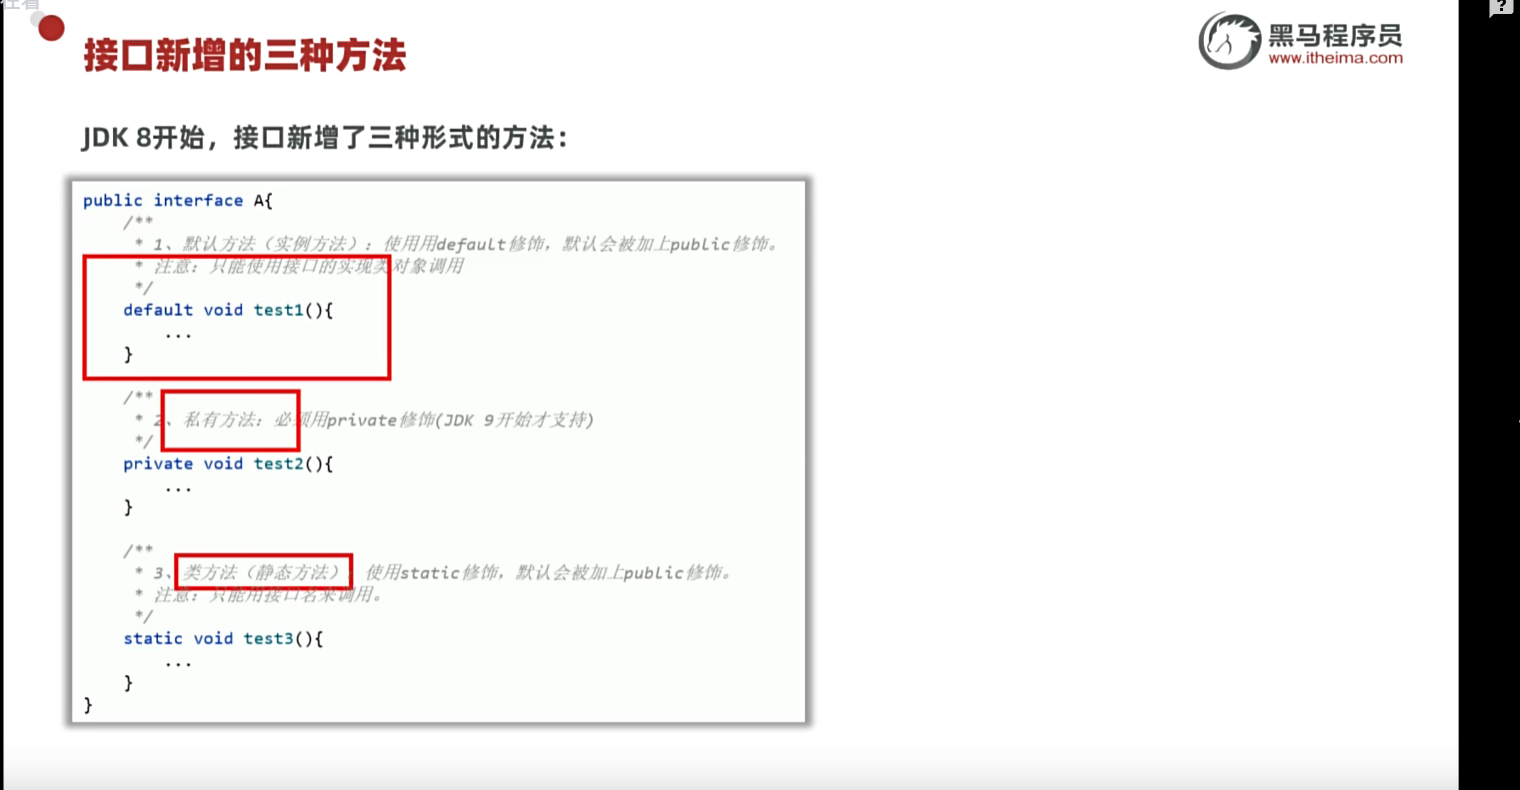 接口新增的三种方法
黑马程序员
www.itheima.com
JDK 8开始，接口新增了三种形式的方法：
public interface A{
/**
* 1、默认方法（实例方法）：使用用default修饰，默认会被加上public修饰。
* 注意：只能使用接口的实现类对象调用
*/
default void test1(){
...
}
/**
* 2、私有方法：必须用private修饰(JDK 9开始才支持)
*/
private void test2(){
...
}
/**
* 3、类方法（静态方法）：使用static修饰，默认会被加上public修饰。
* 注意：只能用接口名来调用。
*/
static void test3(){
...
}
}
?